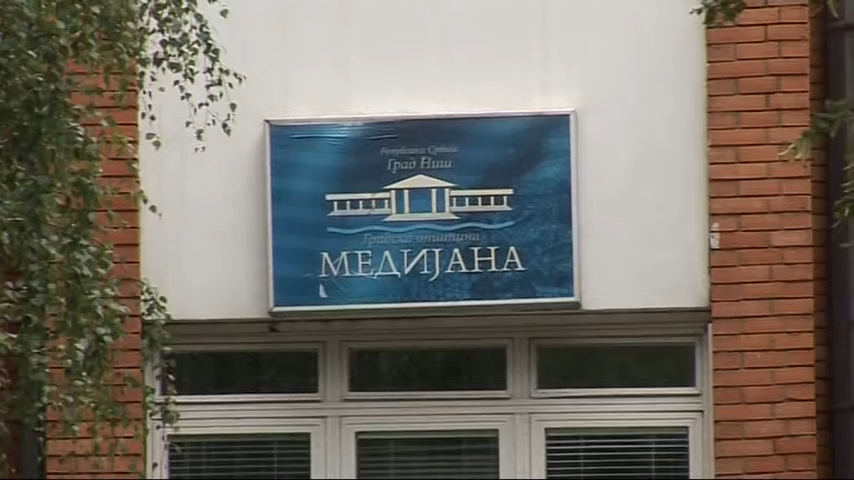 Република Србија
Град Ниш
Градска општина
МЕДИЈАНА